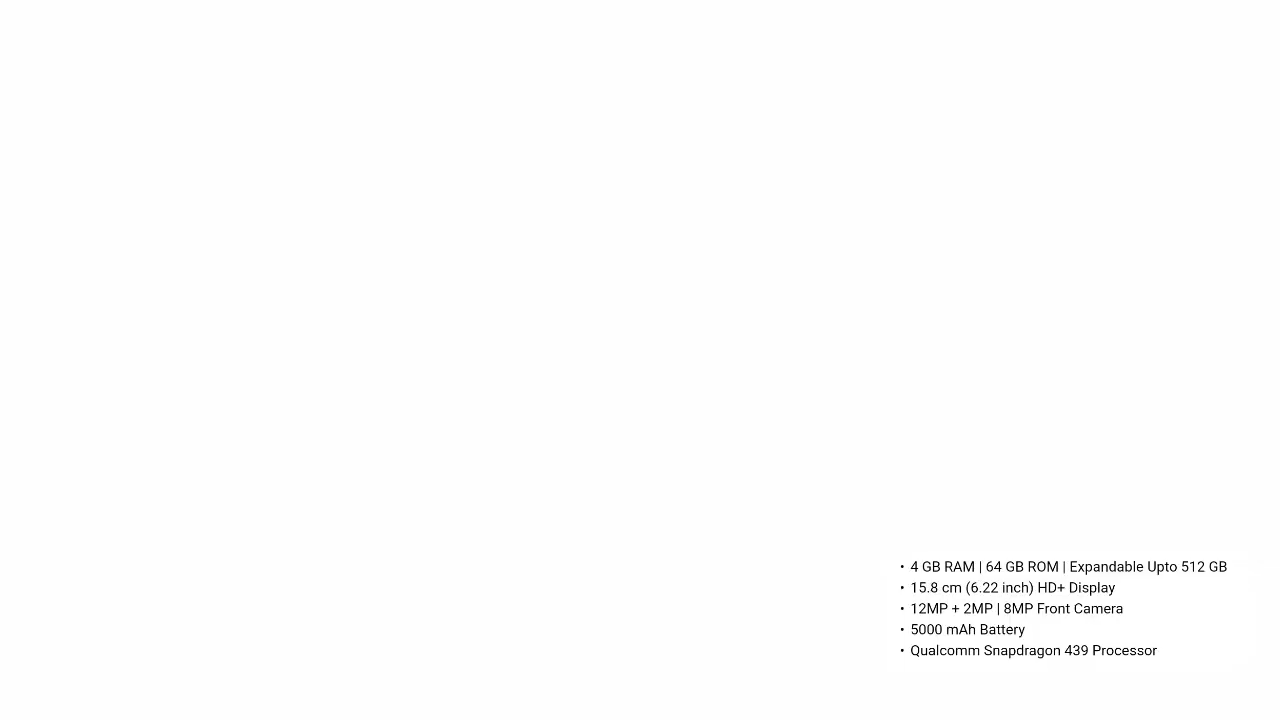 • 4 GB RAM | 64 GB ROM | Expandable Upto 512 GB
• 15.8 cm (6.22 inch) HD+ Display
• 12MP + 2MP | 8MP Front Camera
• 5000 mAh Battery
• Qualcomm Snapdragon 439 Processor